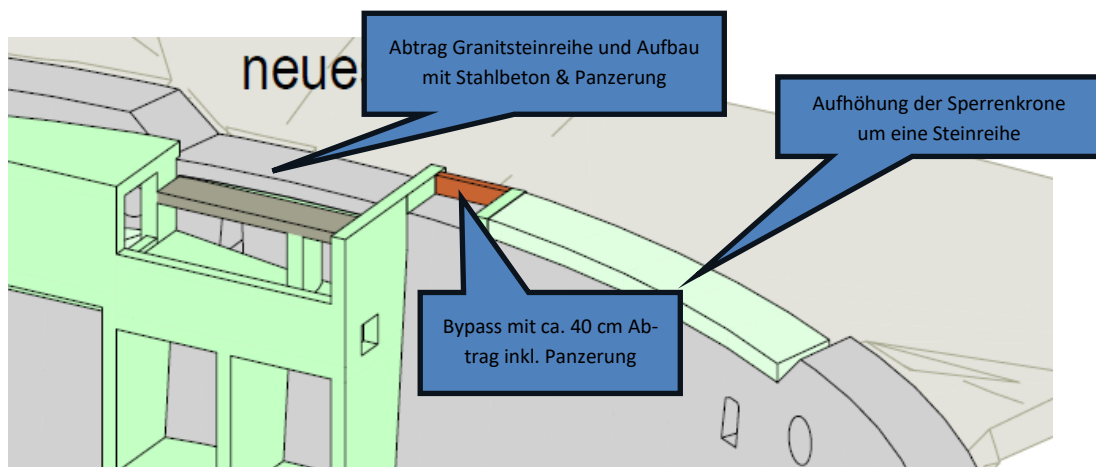 neue
Abtrag Granitsteinreihe und Aufbau
mit Stahlbeton & Panzerung
Aufhöhung der Sperrenkrone
um eine Steinreihe
Bypass mit ca. 40 cm Ab-
trag inkl. Panzerung